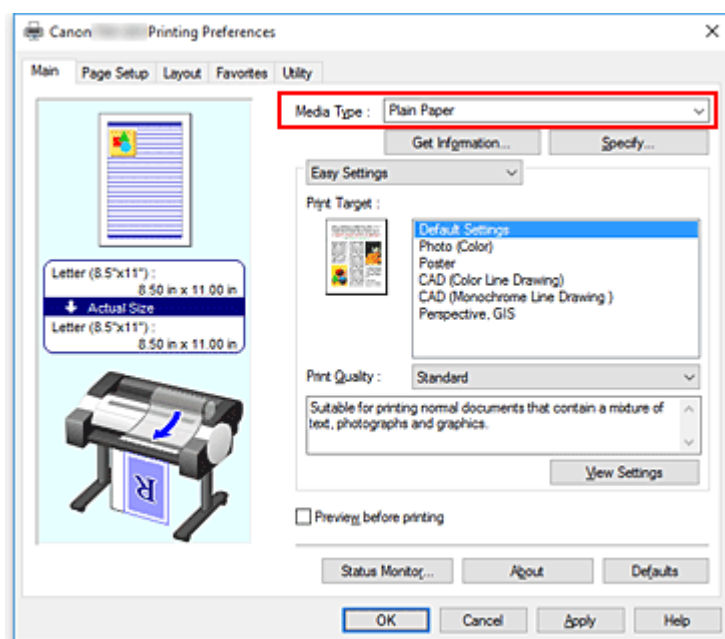 Canon Printing Preferences
Main Page Setup Layout Favorites Utility
Media Type : Plain Paper
Get Information... Specify...
Easy Settings
Print Target :
Default Settings
Photo (Color)
Poster
CAD (Color Line Drawing)
CAD (Monochrome Line Drawing )
Perspective, GIS
Letter (8.5"x11") :
8.50 in x 11.00 in
Actual Size
Letter (8.5"x11") :
8.50 in x 11.00 in
Print Quality : Standard
Suitable for printing normal documents that contain a mixture of
text, photographs and graphics.
View Settings
R
Preview before printing
Status Monitor... About Defaults
OK Cancel Apply Help